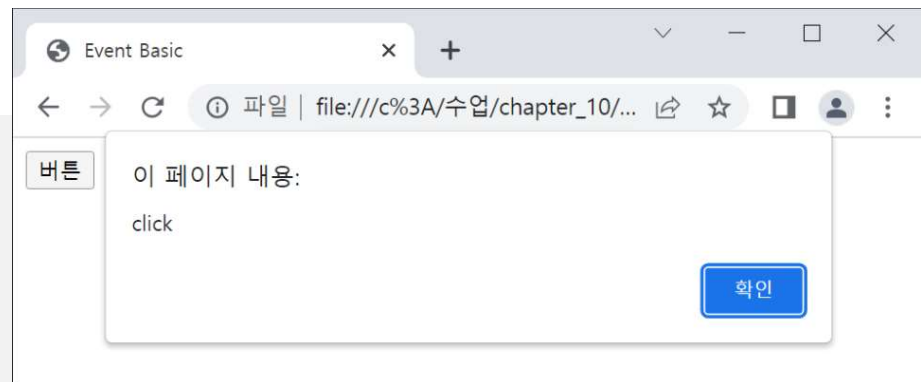 Event Basic
파일 | file:///c%3A/수업/chapter_10/...
버튼
이 페이지 내용:
click
확인